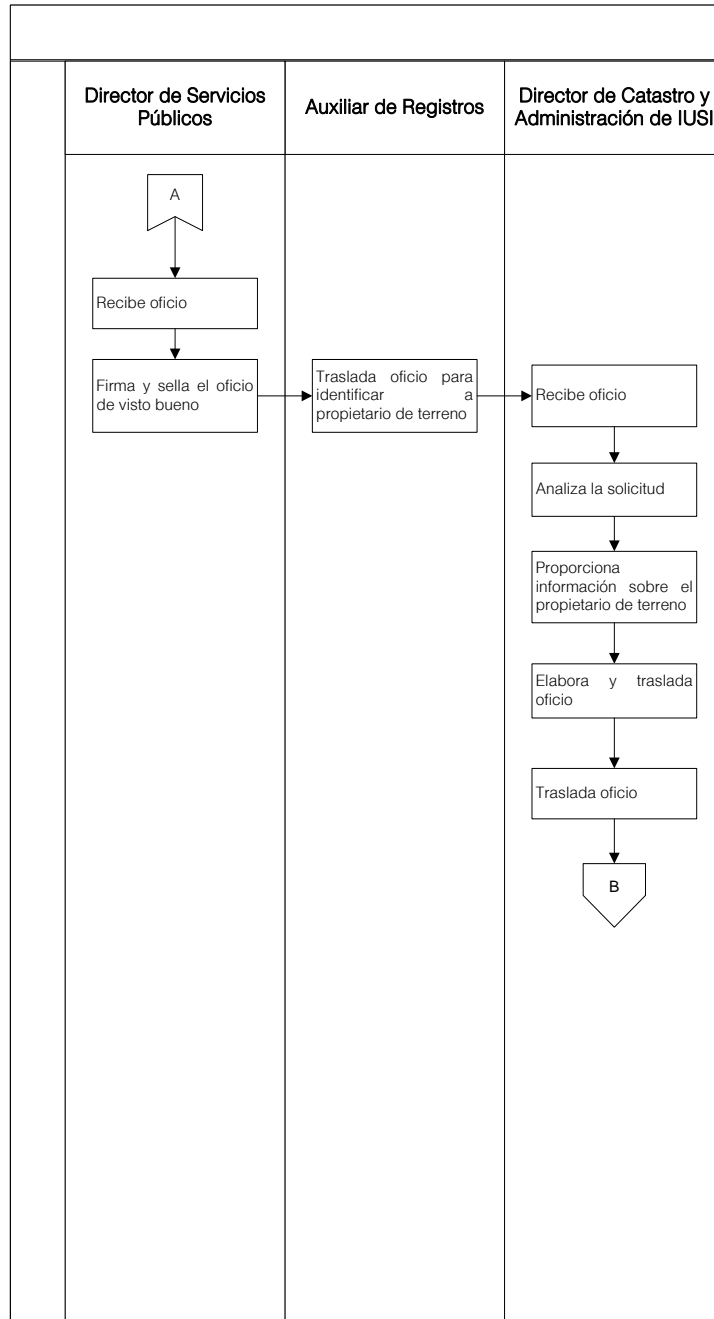 Director de Servicios
Públicos
Auxiliar de Registros
Director de Catastro y
Administración de IUSI
A
Recibe oficio
Firma y sella el oficio
de visto bueno
Traslada oficio para
identificar a
propietario de terreno
Recibe oficio
Analiza la solicitud
Proporciona
información sobre el
propietario de terreno
Elabora y traslada
oficio
Traslada oficio
B